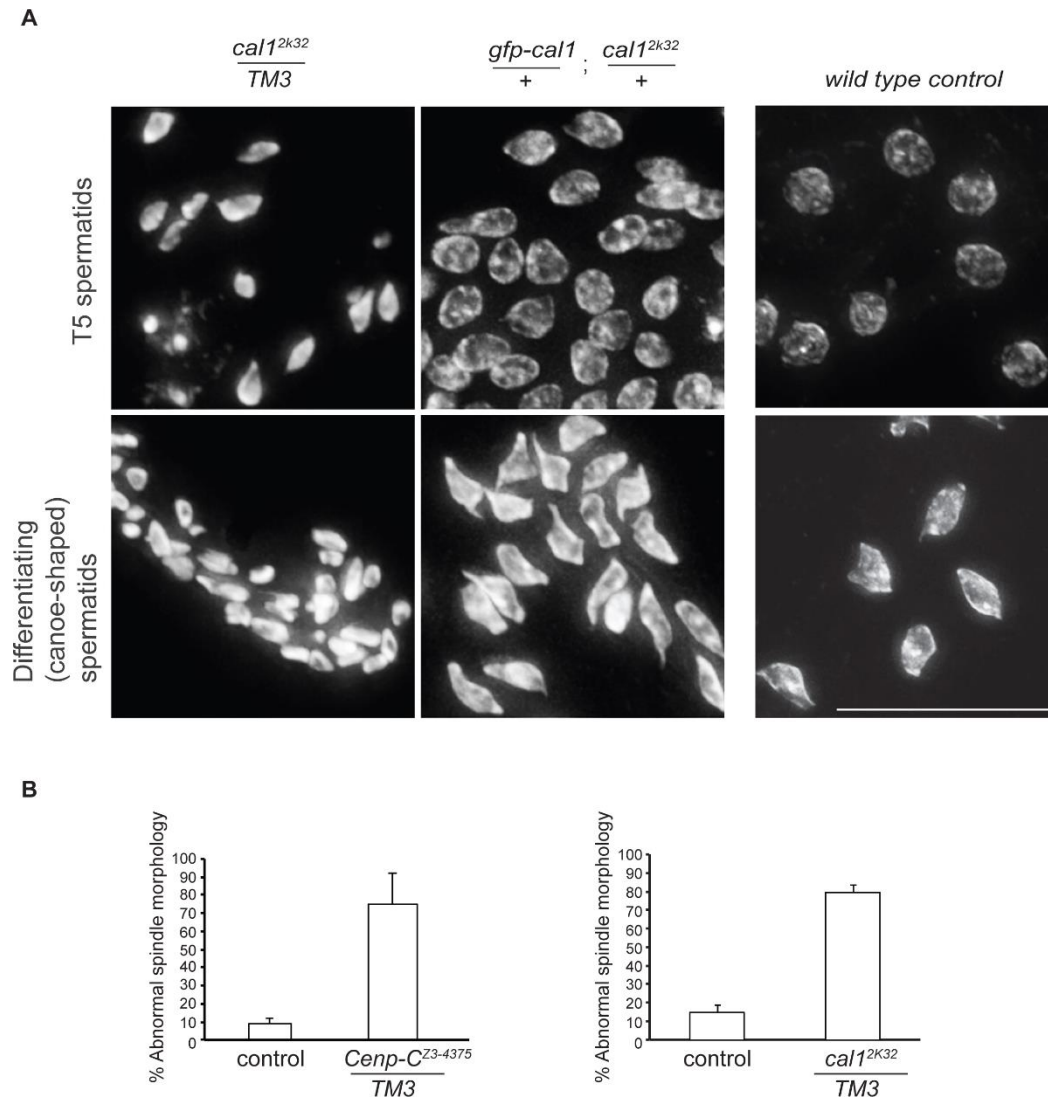 A
cal1^2k32
TM3
gfp-cal1 ; cal1^2k32
+ +
wild type control
T5 spermatids
Differentiating
(canoe-shaped)
spermatids
B
% Abnormal spindle morphology
100
90
80
70
60
50
40
30
20
10
0
control
Cenp-C^Z3-4375
TM3
% Abnormal spindle morphology
100
90
80
70
60
50
40
30
20
10
0
control
cal1^2K32
TM3